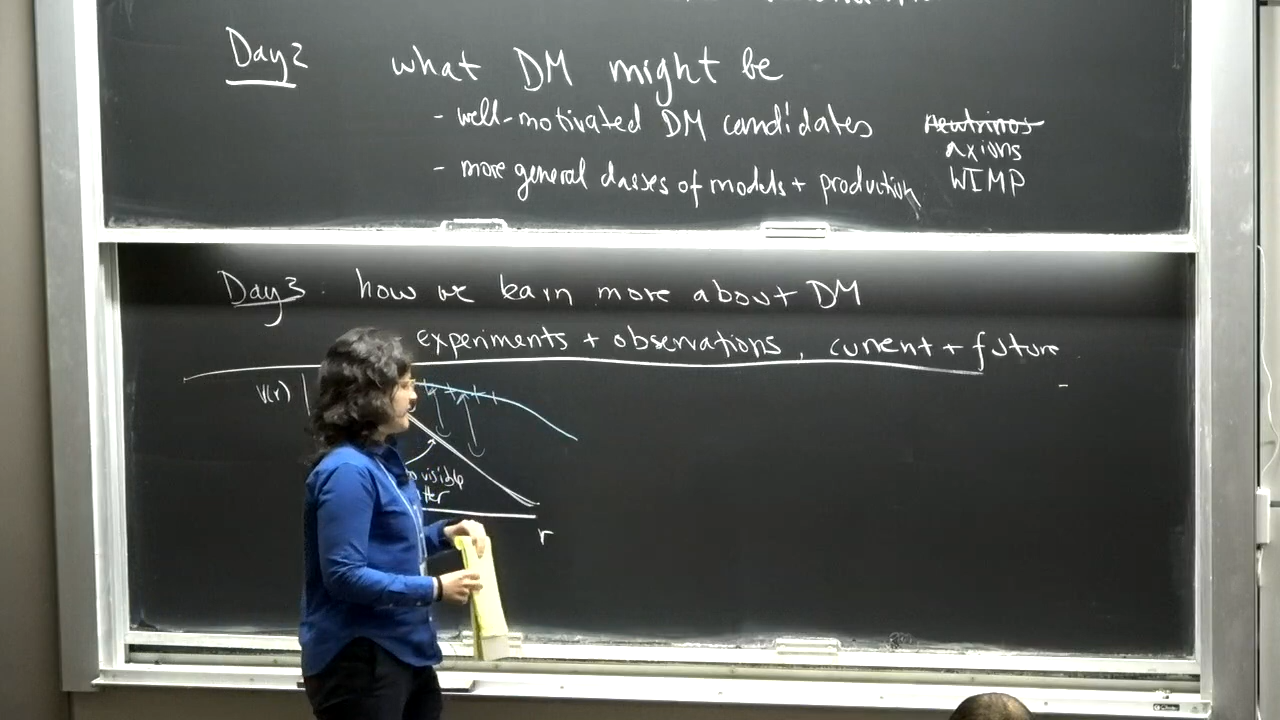 Day2 what DM might be
- well-motivated DM candidates neutrinos
axions
- more general classes of models + production WIMP
Day3: how we learn more about DM
experiments + observations, current + future
V(r)
visible
r